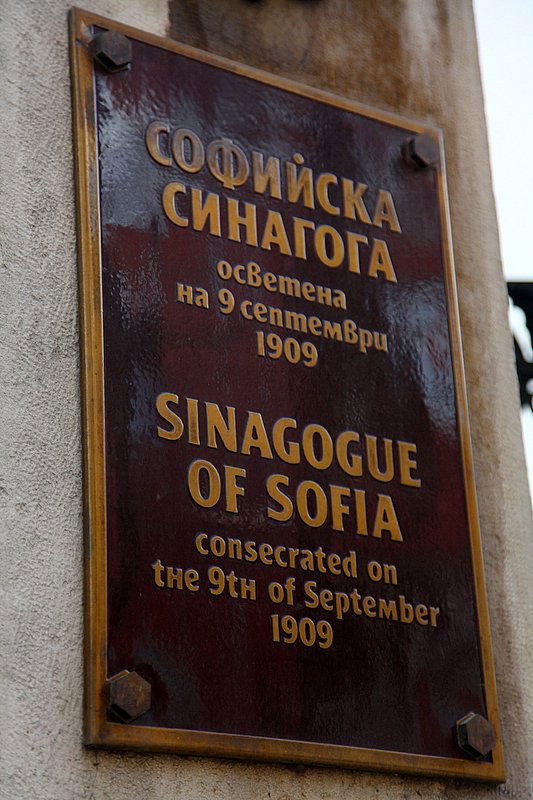 СОФИЙСКА
СИНАГОГА
осветена
на 9 септември
1909
SINAGOGUE
OF SOFIA
consecrated on
the 9th of September
1909